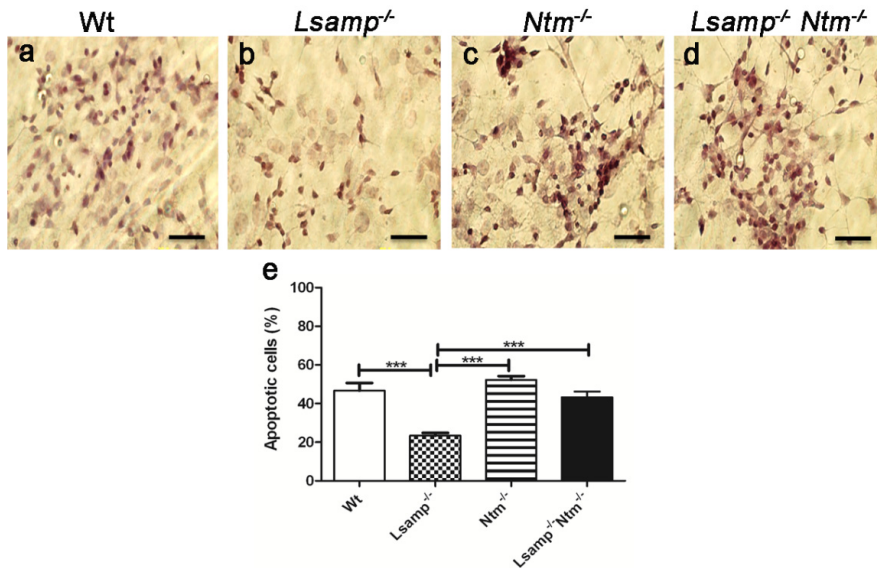 Wt Lsamp-/- Ntm-/- Lsamp-/- Ntm-/-
a b c d
e
Apoptotic cells (%)
100
80
60
40
20
0
***
*** ***
Wt Lsamp-/- Ntm-/- Lsamp-/-Ntm-/-